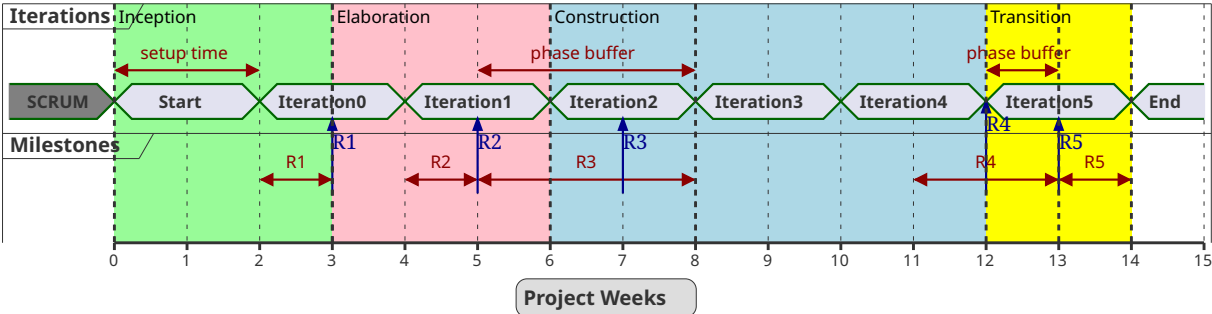 Iterations Inception Elaboration Construction Transition
setup time phase buffer phase buffer
SCRUM Start Iteration0 Iteration1 Iteration2 Iteration3 Iteration4 Iteration5 End
R4
Milestones R1 R2 R3 R5
R1 R2 R3 R4 R5
0 1 2 3 4 5 6 7 8 9 10 11 12 13 14 15
Project Weeks